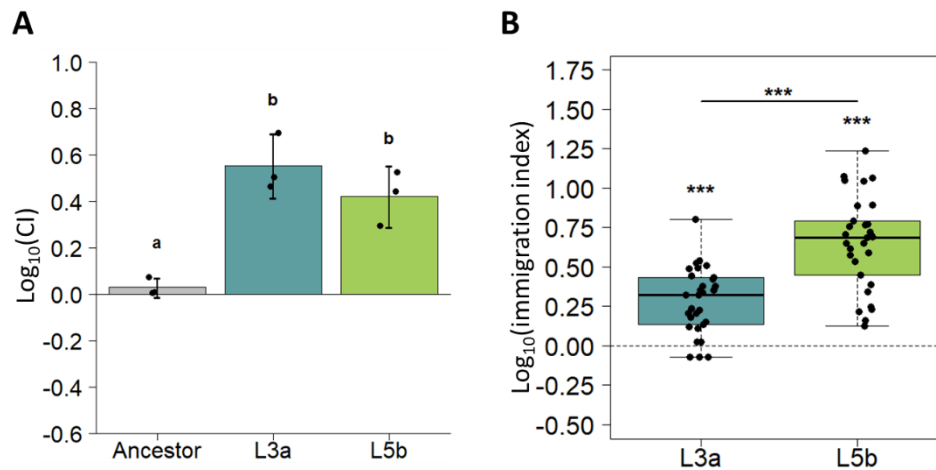 A
Log10(CI)
1.0
0.8
0.6
0.4
0.2
0.0
-0.2
-0.4
-0.6
a
b
b
Ancestor L3a L5b
B
Log10(immigration index)
1.75
1.50
1.25
1.00
0.75
0.50
0.25
0.00
-0.25
-0.50
***
***
***
L3a L5b